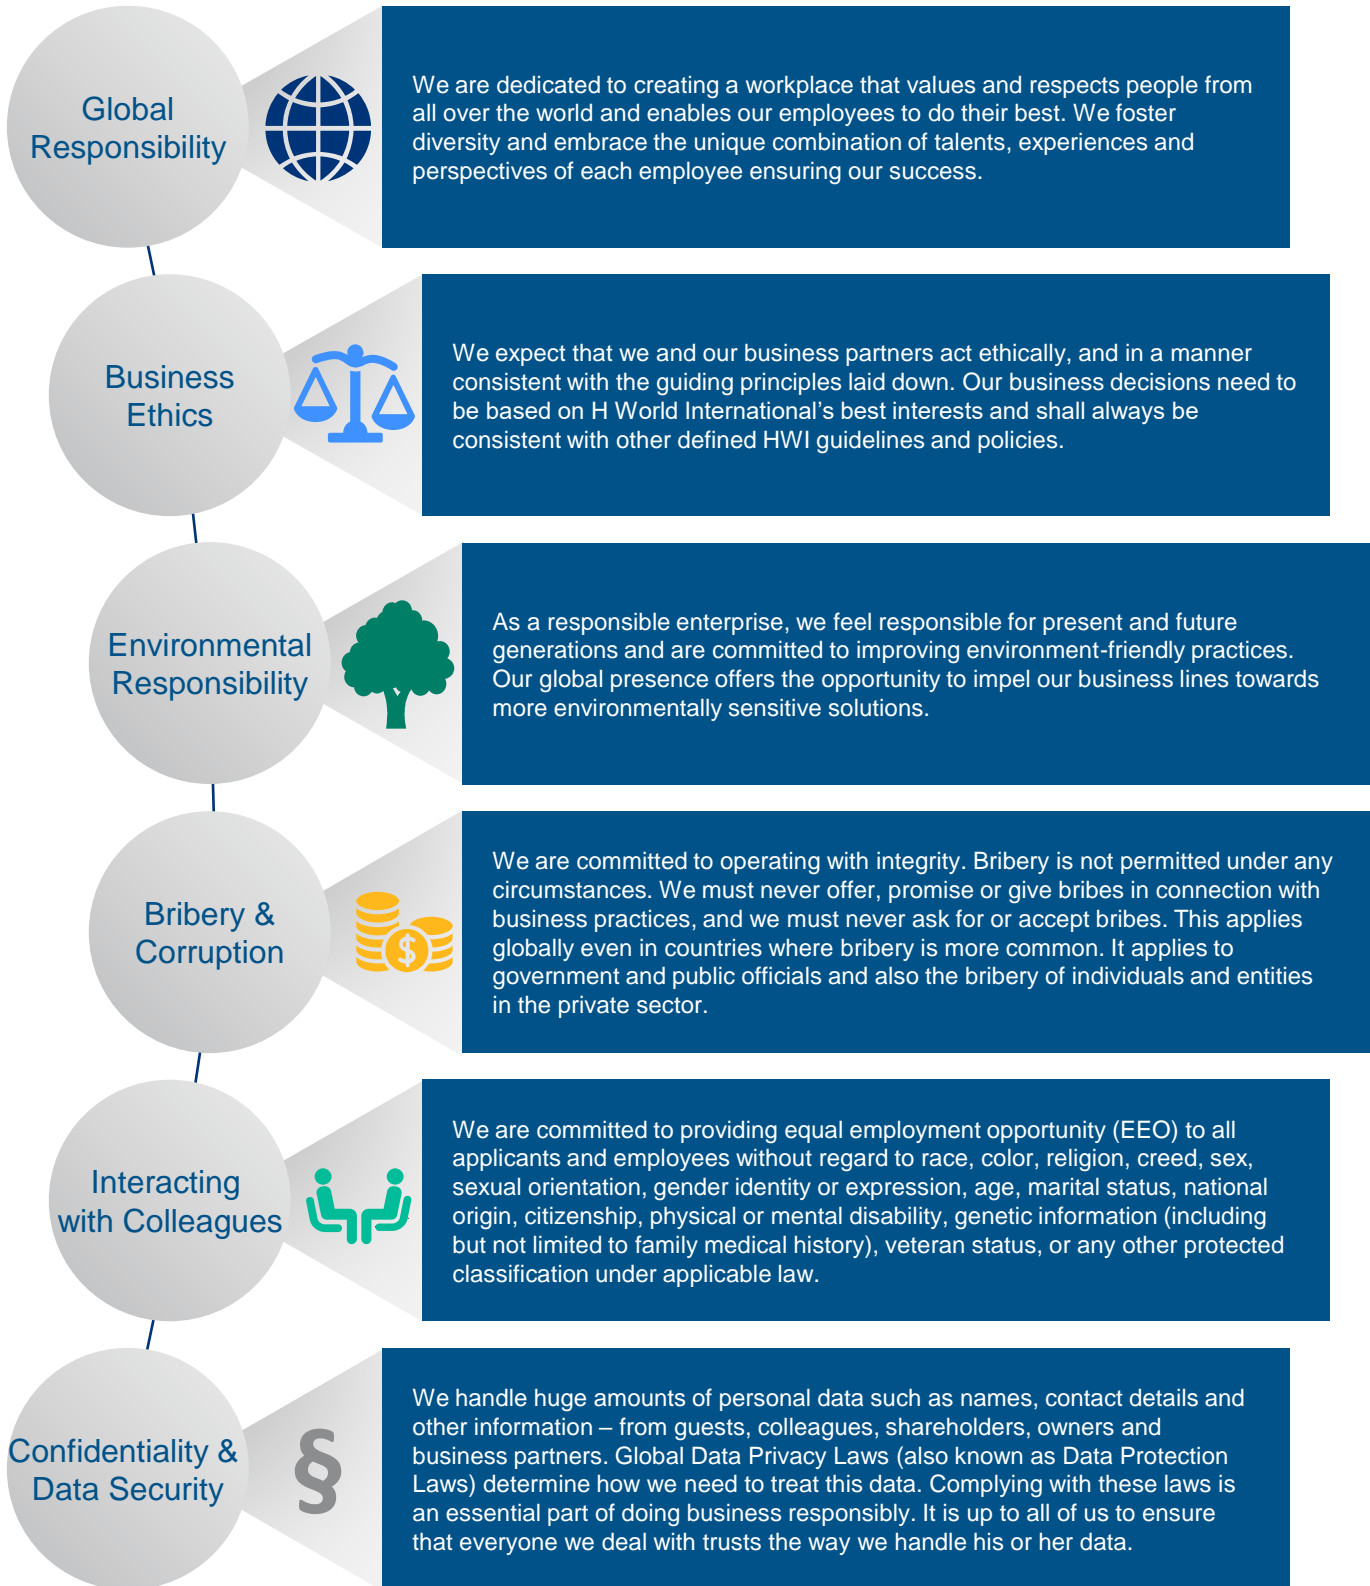 Global
Responsibility
We are dedicated to creating a workplace that values and respects people from
all over the world and enables our employees to do their best. We foster
diversity and embrace the unique combination of talents, experiences and
perspectives of each employee ensuring our success.
Business
Ethics
We expect that we and our business partners act ethically, and in a manner
consistent with the guiding principles laid down. Our business decisions need to
be based on H World International's best interests and shall always be
consistent with other defined HWI guidelines and policies.
Environmental
Responsibility
As a responsible enterprise, we feel responsible for present and future
generations and are committed to improving environment-friendly practices.
Our global presence offers the opportunity to impel our business lines towards
more environmentally sensitive solutions.
Bribery &
Corruption
$
We are committed to operating with integrity. Bribery is not permitted under any
circumstances. We must never offer, promise or give bribes in connection with
business practices, and we must never ask for or accept bribes. This applies
globally even in countries where bribery is more common. It applies to
government and public officials and also the bribery of individuals and entities
in the private sector.
Interacting
with Colleagues
We are committed to providing equal employment opportunity (EEO) to all
applicants and employees without regard to race, color, religion, creed, sex,
sexual orientation, gender identity or expression, age, marital status, national
origin, citizenship, physical or mental disability, genetic information (including
but not limited to family medical history), veteran status, or any other protected
classification under applicable law.
Confidentiality &
Data Security
§
We handle huge amounts of personal data such as names, contact details and
other information – from guests, colleagues, shareholders, owners and
business partners. Global Data Privacy Laws (also known as Data Protection
Laws) determine how we need to treat this data. Complying with these laws is
an essential part of doing business responsibly. It is up to all of us to ensure
that everyone we deal with trusts the way we handle his or her data.